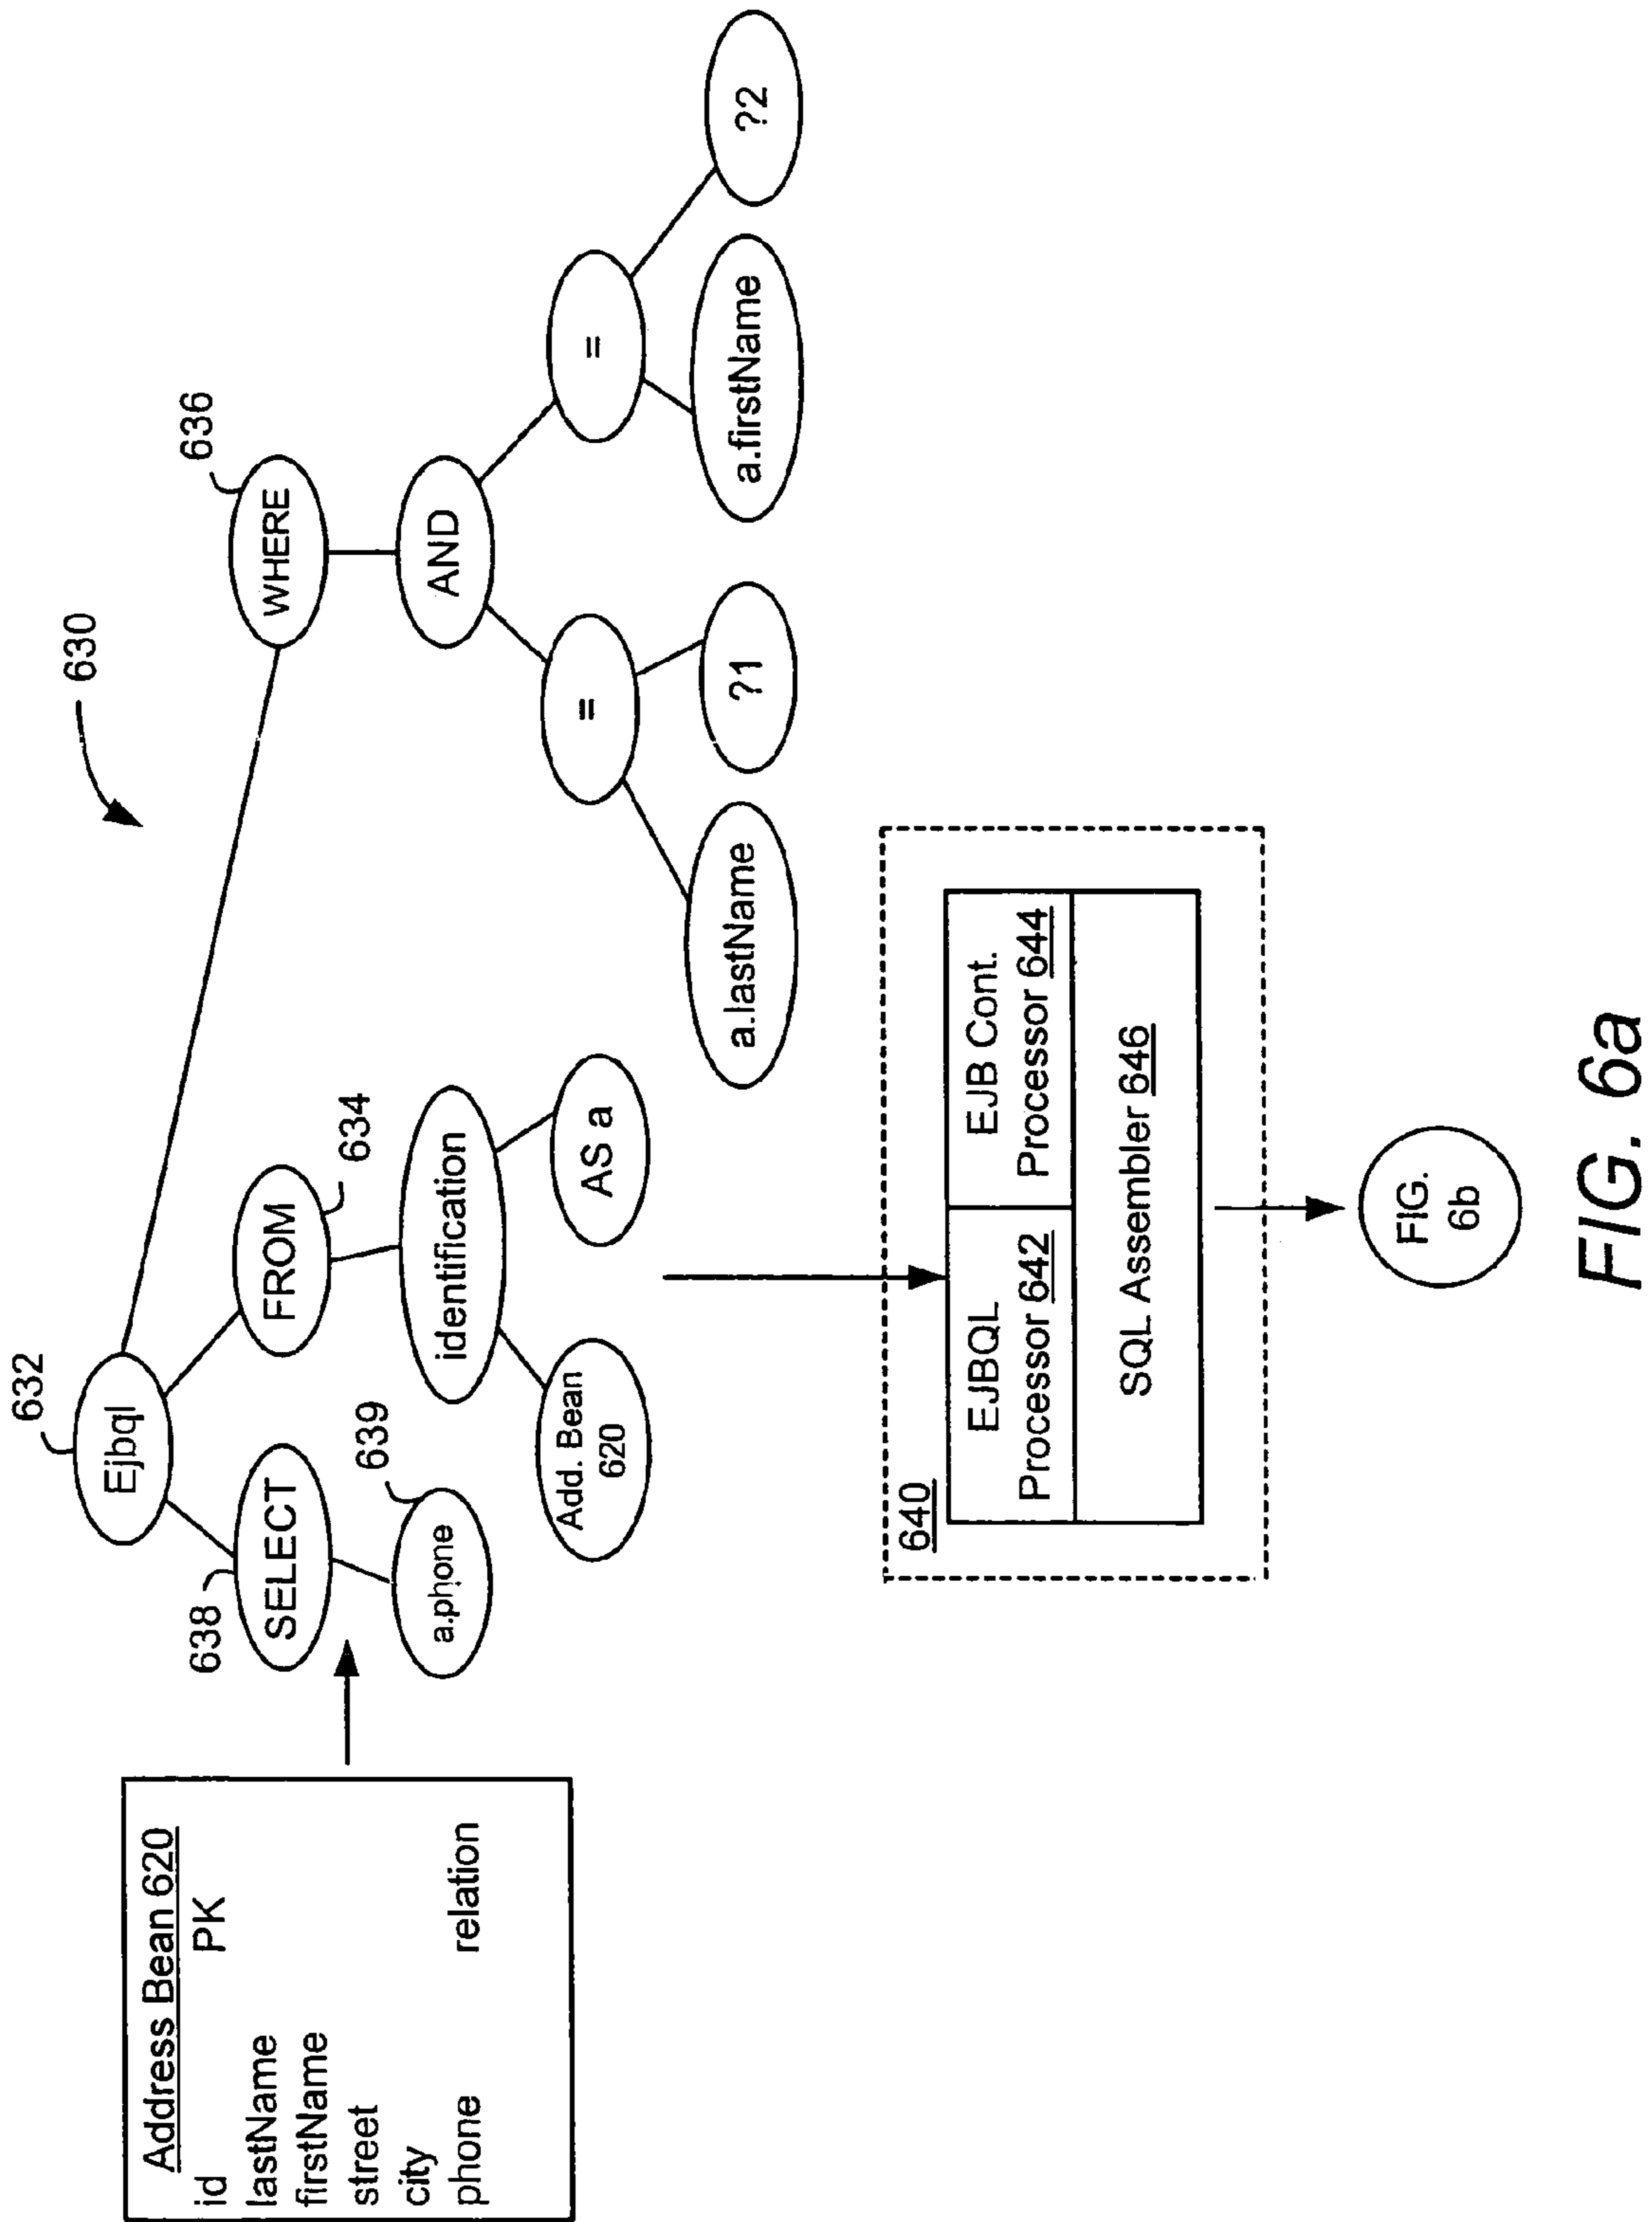 630
632
Ejbql
638
SELECT
FROM
634
WHERE
636
639
a.phone
identification
AND
Add. Bean
620
AS a
=
=
a.lastName
?1
a.firstName
?2
Address Bean 620
id PK
lastName
firstName
street
city
phone relation
640
EJBQL
Processor 642
EJB Cont.
Processor 644
SQL Assembler 646
FIG.
6b
FIG. 6a